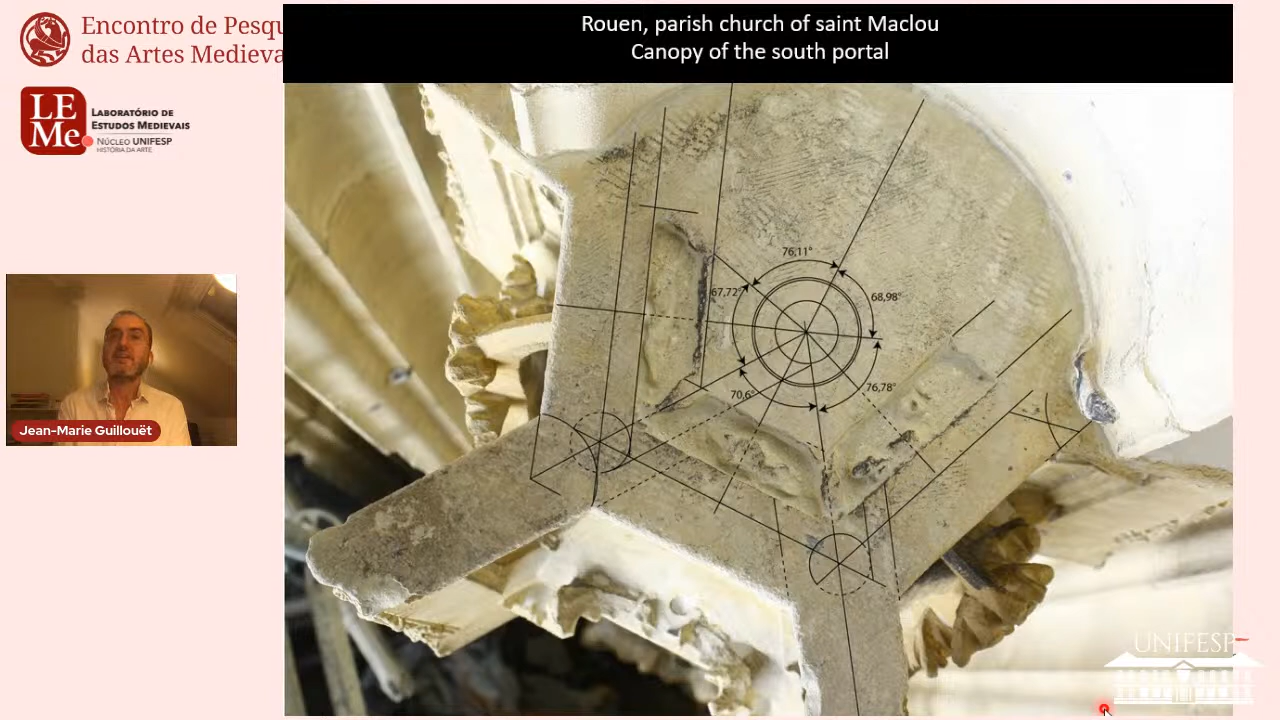 Encontro de Pesqu
das Artes Medieva
LE
Me
LABORATÓRIO DE
ESTUDOS MEDIEVAIS
NÚCLEO UNIFESP
HISTÓRIA DA ARTE
Rouen, parish church of saint Maclou
Canopy of the south portal
76,11°
67,72°
68,98°
76,78°
70,6°
Jean-Marie Guillouët
UNIFESP